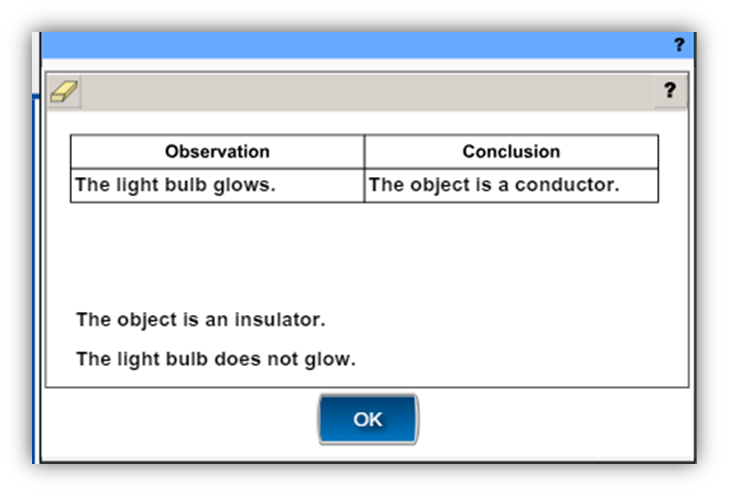 ?
?
Observation Conclusion
The light bulb glows. The object is a conductor.
The object is an insulator.
The light bulb does not glow.
OK